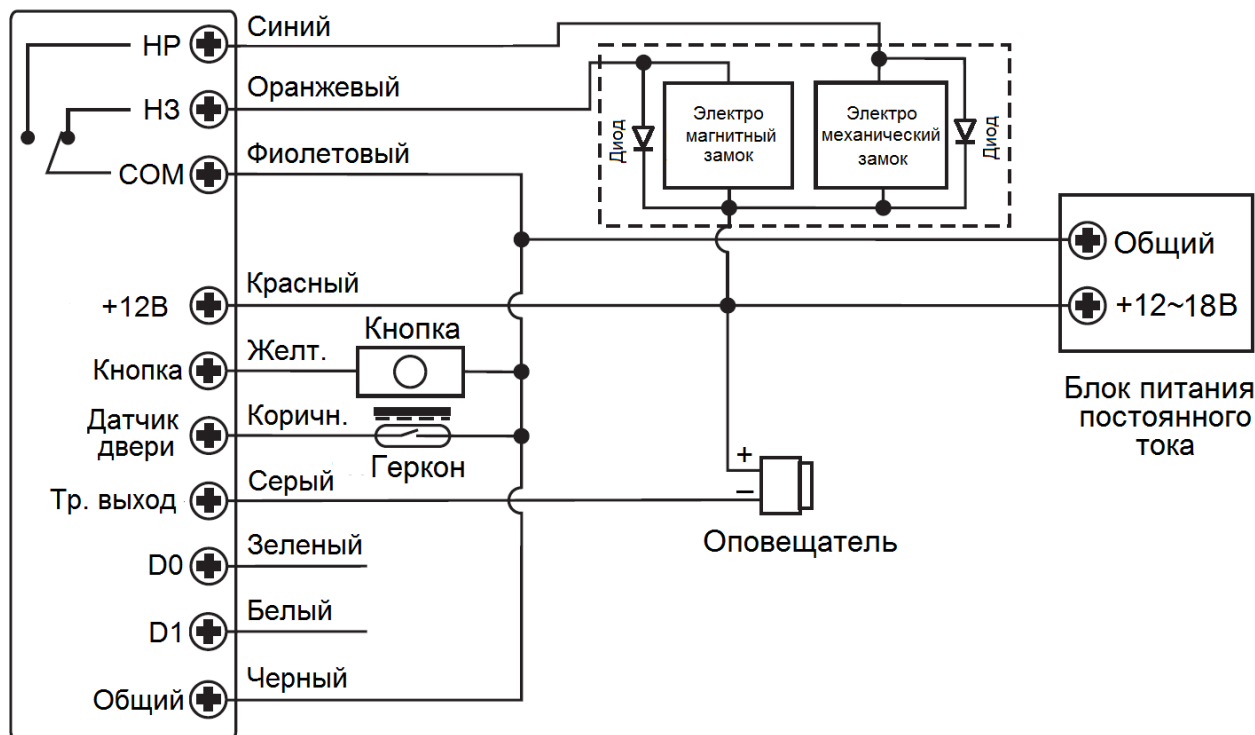 НР
Синий
НЗ
Оранжевый
COM
Фиолетовый
Диод
Электро
магнитный
замок
Электро
механический
замок
Диод
Общий
+12~18В
Блок питания
постоянного
тока
+12В
Красный
Кнопка
Желт.
Кнопка
Датчик
двери
Коричн.
Геркон
Тр. выход
Серый
+
–
Оповещатель
D0
Зеленый
D1
Белый
Общий
Черный